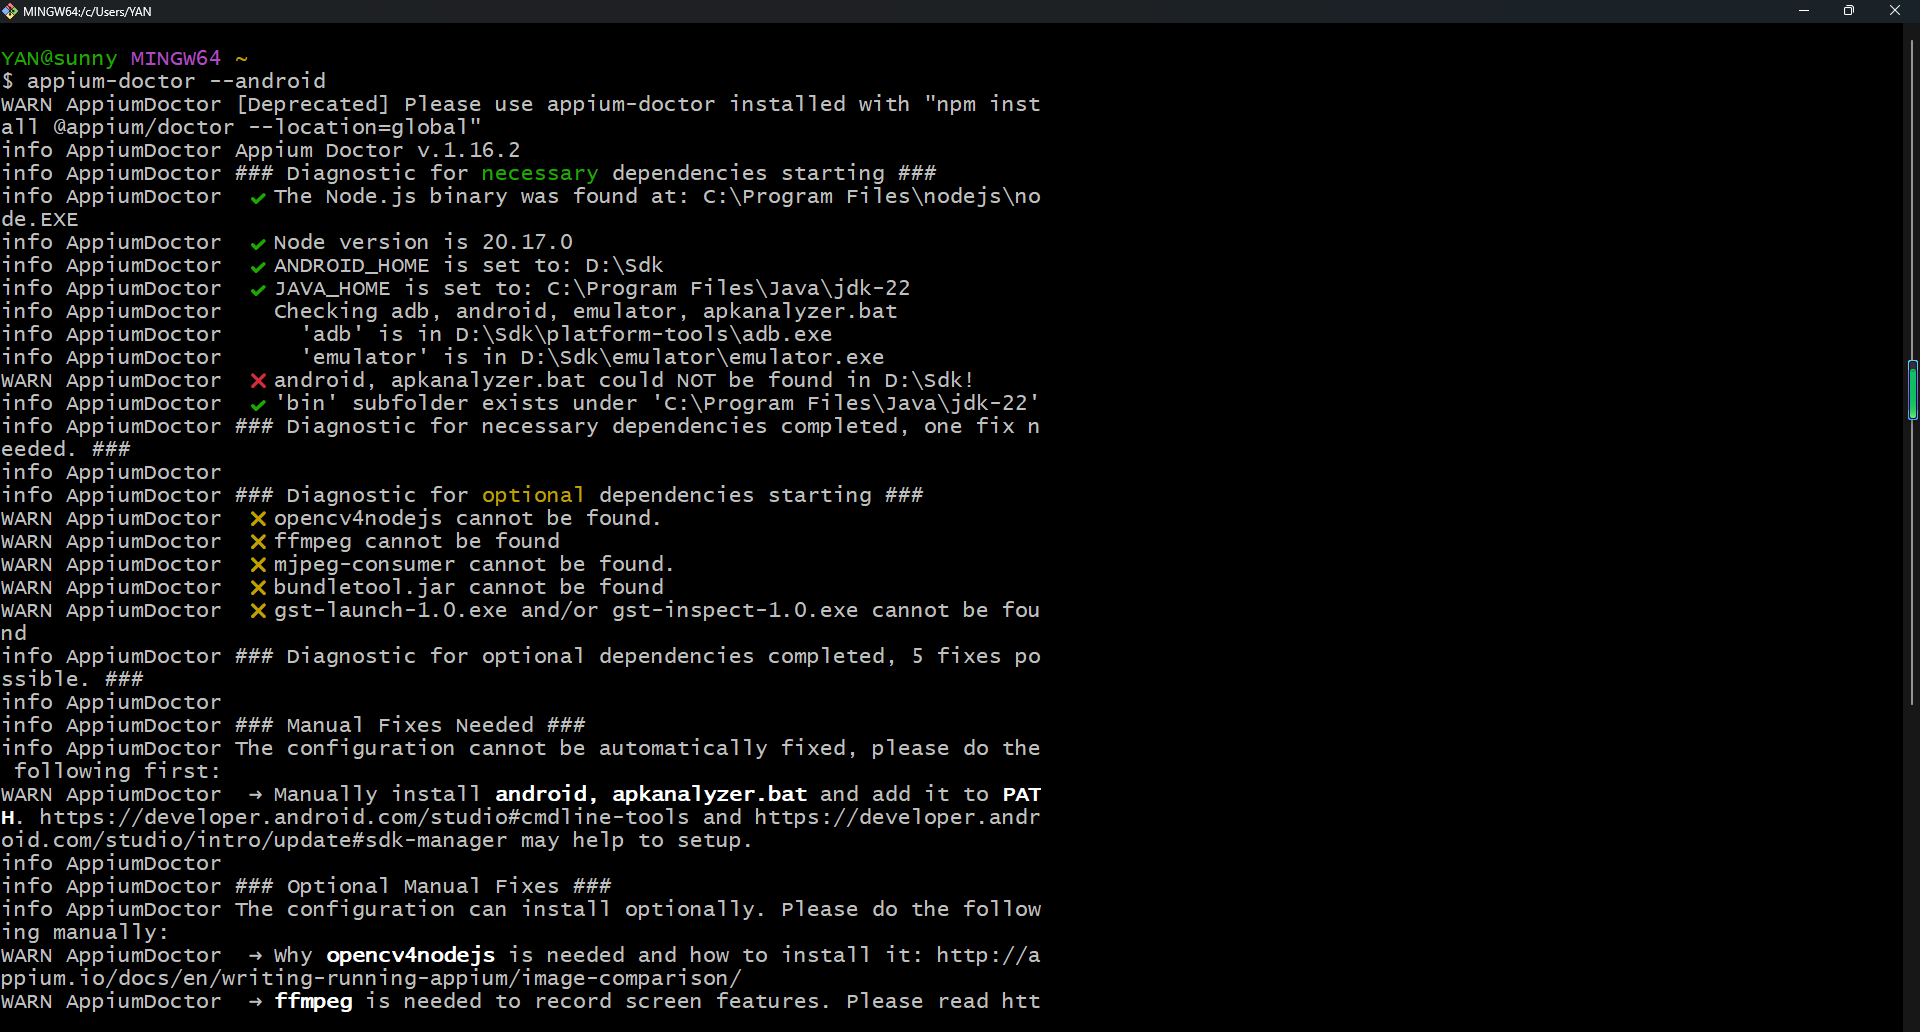 MINGW64:/c/Users/YAN
YAN@sunny MINGW64 ~
$ appium-doctor --android
WARN AppiumDoctor [Deprecated] Please use appium-doctor installed with "npm inst
all @appium/doctor --location=global"
info AppiumDoctor Appium Doctor v.1.16.2
info AppiumDoctor ### Diagnostic for necessary dependencies starting ###
info AppiumDoctor  ✔ The Node.js binary was found at: C:\Program Files\nodejs\no
de.EXE
info AppiumDoctor  ✔ Node version is 20.17.0
info AppiumDoctor  ✔ ANDROID_HOME is set to: D:\Sdk
info AppiumDoctor  ✔ JAVA_HOME is set to: C:\Program Files\Java\jdk-22
info AppiumDoctor    Checking adb, android, emulator, apkanalyzer.bat
info AppiumDoctor      'adb' is in D:\Sdk\platform-tools\adb.exe
info AppiumDoctor      'emulator' is in D:\Sdk\emulator\emulator.exe
WARN AppiumDoctor  ✖ android, apkanalyzer.bat could NOT be found in D:\Sdk!
info AppiumDoctor  ✔ 'bin' subfolder exists under 'C:\Program Files\Java\jdk-22'
info AppiumDoctor ### Diagnostic for necessary dependencies completed, one fix n
eeded. ###
info AppiumDoctor
info AppiumDoctor ### Diagnostic for optional dependencies starting ###
WARN AppiumDoctor  ✖ opencv4nodejs cannot be found.
WARN AppiumDoctor  ✖ ffmpeg cannot be found
WARN AppiumDoctor  ✖ mjpeg-consumer cannot be found.
WARN AppiumDoctor  ✖ bundletool.jar cannot be found
WARN AppiumDoctor  ✖ gst-launch-1.0.exe and/or gst-inspect-1.0.exe cannot be fou
nd
info AppiumDoctor ### Diagnostic for optional dependencies completed, 5 fixes po
ssible. ###
info AppiumDoctor
info AppiumDoctor ### Manual Fixes Needed ###
info AppiumDoctor The configuration cannot be automatically fixed, please do the
 following first:
WARN AppiumDoctor  → Manually install android, apkanalyzer.bat and add it to PAT
H. https://developer.android.com/studio#cmdline-tools and https://developer.andr
oid.com/studio/intro/update#sdk-manager may help to setup.
info AppiumDoctor
info AppiumDoctor ### Optional Manual Fixes ###
info AppiumDoctor The configuration can install optionally. Please do the follow
ing manually:
WARN AppiumDoctor  → Why opencv4nodejs is needed and how to install it: http://a
ppium.io/docs/en/writing-running-appium/image-comparison/
WARN AppiumDoctor  → ffmpeg is needed to record screen features. Please read htt